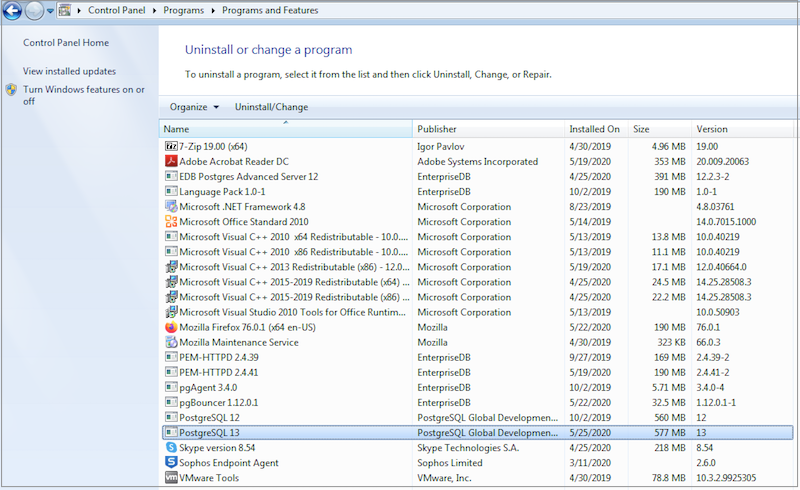 Control Panel Programs Programs and Features
Control Panel Home
View installed updates
Turn Windows features on or
off
Uninstall or change a program
To uninstall a program, select it from the list and then click Uninstall, Change, or Repair.
Organize Uninstall/Change
Name Publisher Installed On Size Version
7-Zip 19.00 (x64) Igor Pavlov 4/30/2019 4.96 MB 19.00
Adobe Acrobat Reader DC Adobe Systems Incorporated 5/19/2020 353 MB 20.009.20063
EDB Postgres Advanced Server 12 EnterpriseDB 4/25/2020 391 MB 12.2.3-2
Language Pack 1.0-1 EnterpriseDB 10/2/2019 190 MB 1.0-1
Microsoft .NET Framework 4.8 Microsoft Corporation 8/23/2019 4.8.03761
Microsoft Office Standard 2010 Microsoft Corporation 5/14/2019 14.0.7015.1000
Microsoft Visual C++ 2010 x64 Redistributable - 10.0.... Microsoft Corporation 5/13/2019 13.8 MB 10.0.40219
Microsoft Visual C++ 2010 x86 Redistributable - 10.0.... Microsoft Corporation 5/13/2019 11.1 MB 10.0.40219
Microsoft Visual C++ 2013 Redistributable (x86) - 12.0... Microsoft Corporation 5/19/2020 17.1 MB 12.0.40664.0
Microsoft Visual C++ 2015-2019 Redistributable (x64) ... Microsoft Corporation 4/25/2020 24.5 MB 14.25.28508.3
Microsoft Visual C++ 2015-2019 Redistributable (x86) ... Microsoft Corporation 4/25/2020 22.2 MB 14.25.28508.3
Microsoft Visual Studio 2010 Tools for Office Runtim... Microsoft Corporation 5/13/2019 10.0.50903
Mozilla Firefox 76.0.1 (x64 en-US) Mozilla 5/22/2020 190 MB 76.0.1
Mozilla Maintenance Service Mozilla 4/30/2019 323 KB 66.0.3
PEM-HTTPD 2.4.39 EnterpriseDB 9/27/2019 169 MB 2.4.39-2
PEM-HTTPD 2.4.41 EnterpriseDB 5/19/2020 190 MB 2.4.41-2
pgAgent 3.4.0 EnterpriseDB 10/2/2019 5.71 MB 3.4.0-4
pgBouncer 1.12.0.1 EnterpriseDB 5/22/2020 32.5 MB 1.12.0.1-1
PostgreSQL 12 PostgreSQL Global Developmen... 10/2/2019 560 MB 12
PostgreSQL 13 PostgreSQL Global Developmen... 5/25/2020 577 MB 13
Skype version 8.54 Skype Technologies S.A. 4/25/2020 218 MB 8.54
Sophos Endpoint Agent Sophos Limited 3/11/2020 2.6.0
VMware Tools VMware, Inc. 4/30/2019 78.8 MB 10.3.2.9925305